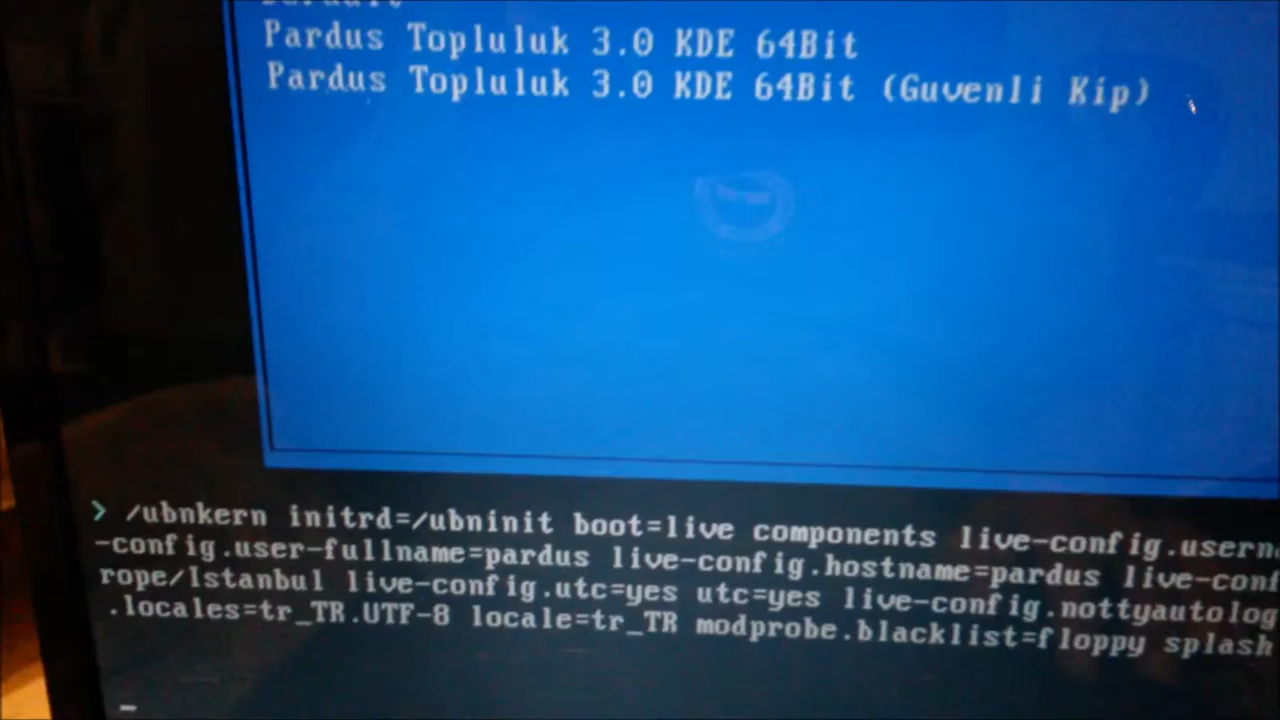 Default
Pardus Topluluk 3.0 KDE 64Bit
Pardus Topluluk 3.0 KDE 64Bit (Guvenli Kip)
> /ubnkern initrd=/ubninit boot=live components live-config.userna
-config.user-fullname=pardus live-config.hostname=pardus live-conf
rope/Istanbul live-config.utc=yes utc=yes live-config.nottyautolog
.locales=tr_TR.UTF-8 locale=tr_TR modprobe.blacklist=floppy splash